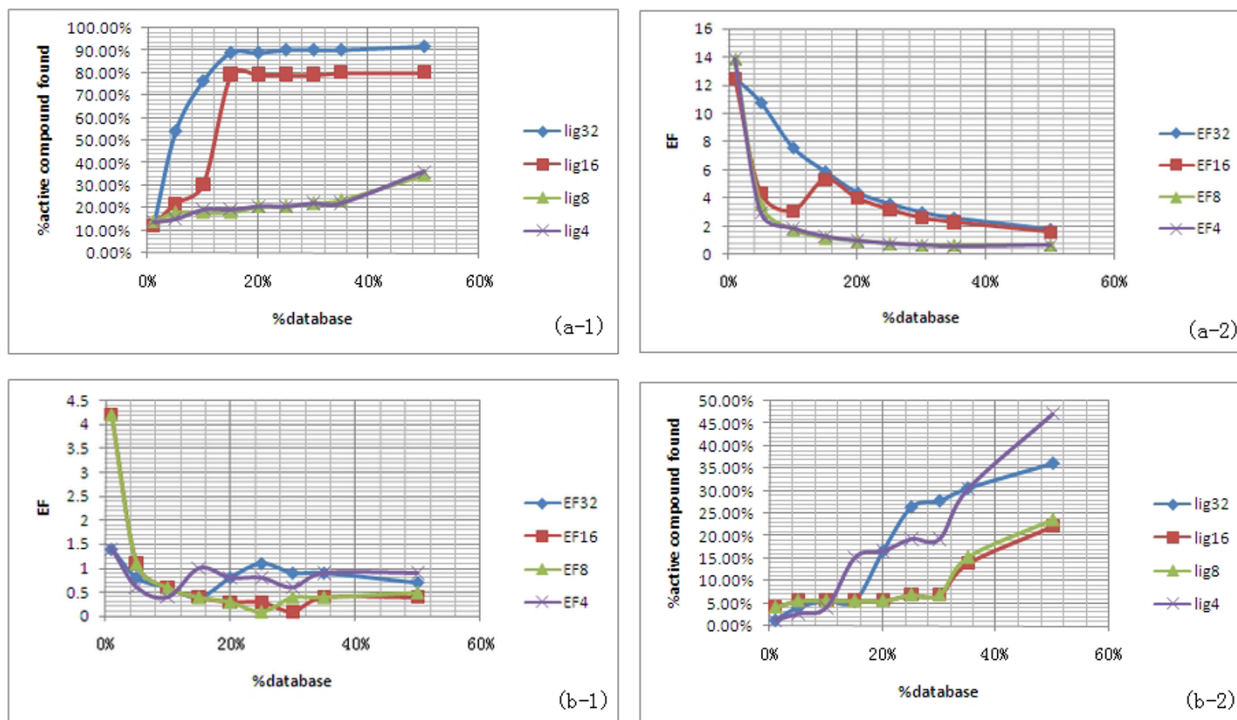 100.00%
90.00%
80.00%
70.00%
60.00%
50.00%
40.00%
30.00%
20.00%
10.00%
0.00%
%active compound found
0% 20% 40% 60%
%database
lig32
lig16
lig8
lig4
(a-1)
16
14
12
10
8
6
4
2
0
EF
0% 20% 40% 60%
%database
EF32
EF16
EF8
EF4
(a-2)
4.5
4
3.5
3
2.5
2
1.5
1
0.5
0
EF
0% 20% 40% 60%
%database
EF32
EF16
EF8
EF4
(b-1)
50.00%
45.00%
40.00%
35.00%
30.00%
25.00%
20.00%
15.00%
10.00%
5.00%
0.00%
%active compound found
0% 20% 40% 60%
%database
lig32
lig16
lig8
lig4
(b-2)